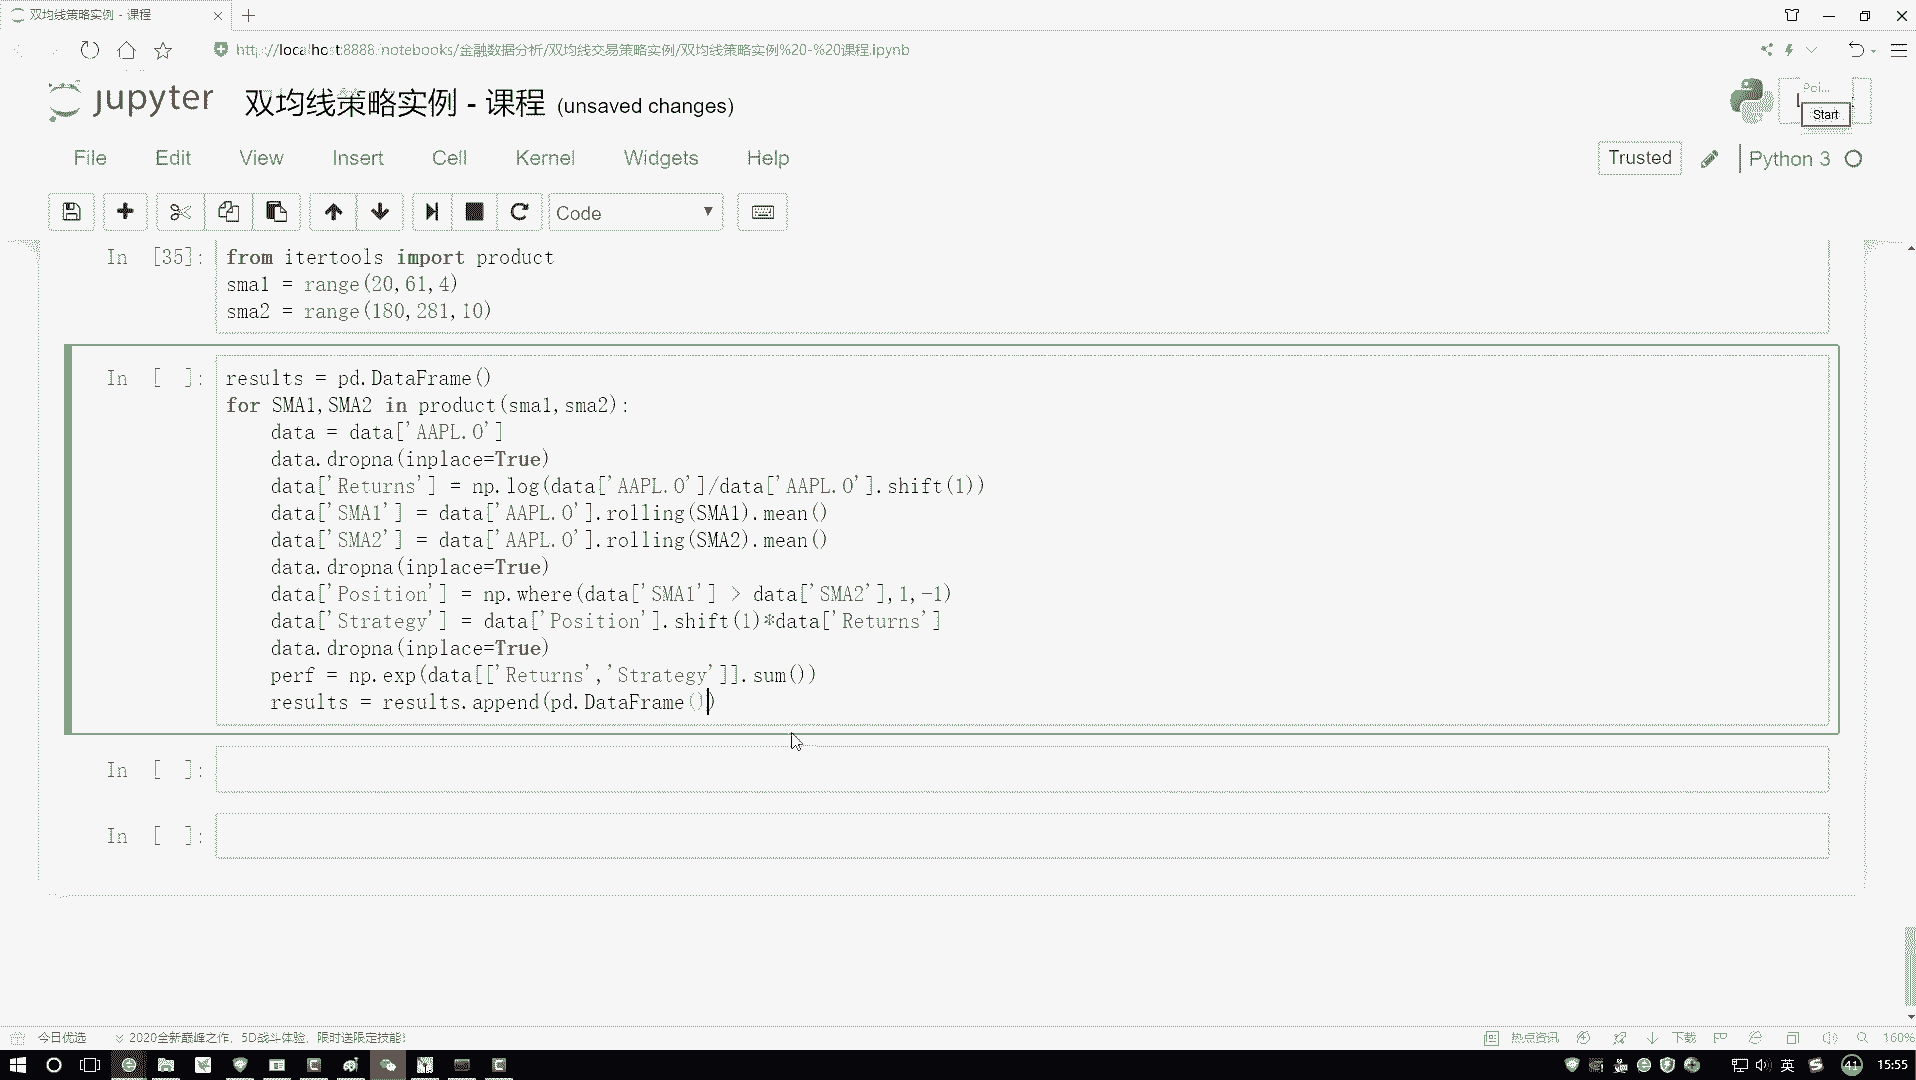 双均线策略实例 - 课程
http://localhost:8888/notebooks/金融数据分析/双均线交易策略实例/双均线策略实例%20-%20课程.ipynb
jupyter 双均线策略实例 - 课程 (unsaved changes)
Poi...
Start
File Edit View Insert Cell Kernel Widgets Help
Trusted
Python 3
Code
In [35]:
from itertools import product
sma1 = range(20,61,4)
sma2 = range(180,281,10)
In [ ]:
results = pd.DataFrame()
for SMA1,SMA2 in product(sma1,sma2):
data = data['AAPL.O']
data.dropna(inplace=True)
data['Returns'] = np.log(data['AAPL.O']/data['AAPL.O'].shift(1))
data['SMA1'] = data['AAPL.O'].rolling(SMA1).mean()
data['SMA2'] = data['AAPL.O'].rolling(SMA2).mean()
data.dropna(inplace=True)
data['Position'] = np.where(data['SMA1'] > data['SMA2'],1,-1)
data['Strategy'] = data['Position'].shift(1)*data['Returns']
data.dropna(inplace=True)
perf = np.exp(data[['Returns','Strategy']].sum())
results = results.append(pd.DataFrame())
In [ ]:
In [ ]:
今日优选 2020全新巅峰之作，5D战斗体验，限时送限定技能! 热点资讯 下载 160%
英 41 15:55